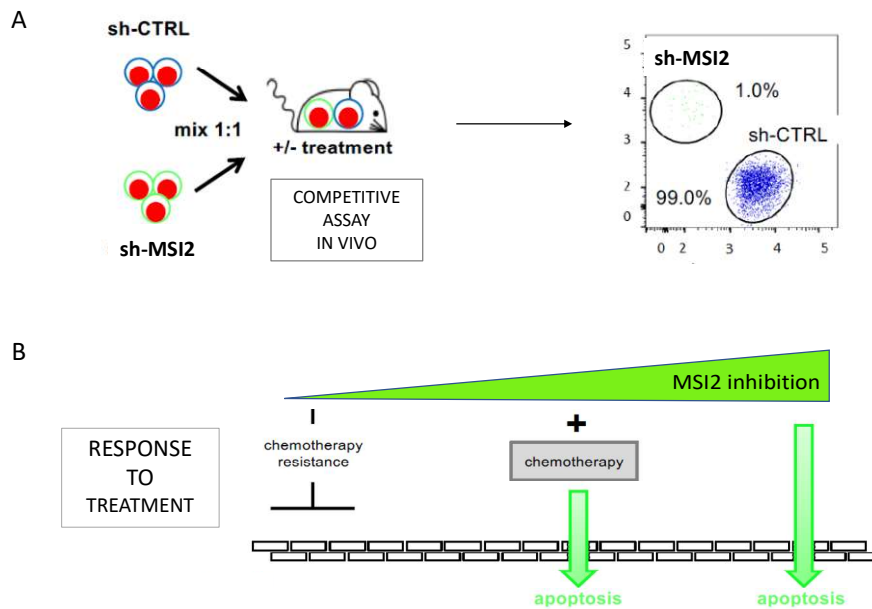 A
sh-CTRL
mix 1:1
sh-MSI2
+/- treatment
COMPETITIVE
ASSAY
IN VIVO
5
4
3
2
1
0
sh-MSI2
1.0%
sh-CTRL
99.0%
0 2 3 4 5
B
MSI2 inhibition
RESPONSE
TO
TREATMENT
chemotherapy
resistance
+
chemotherapy
apoptosis
apoptosis